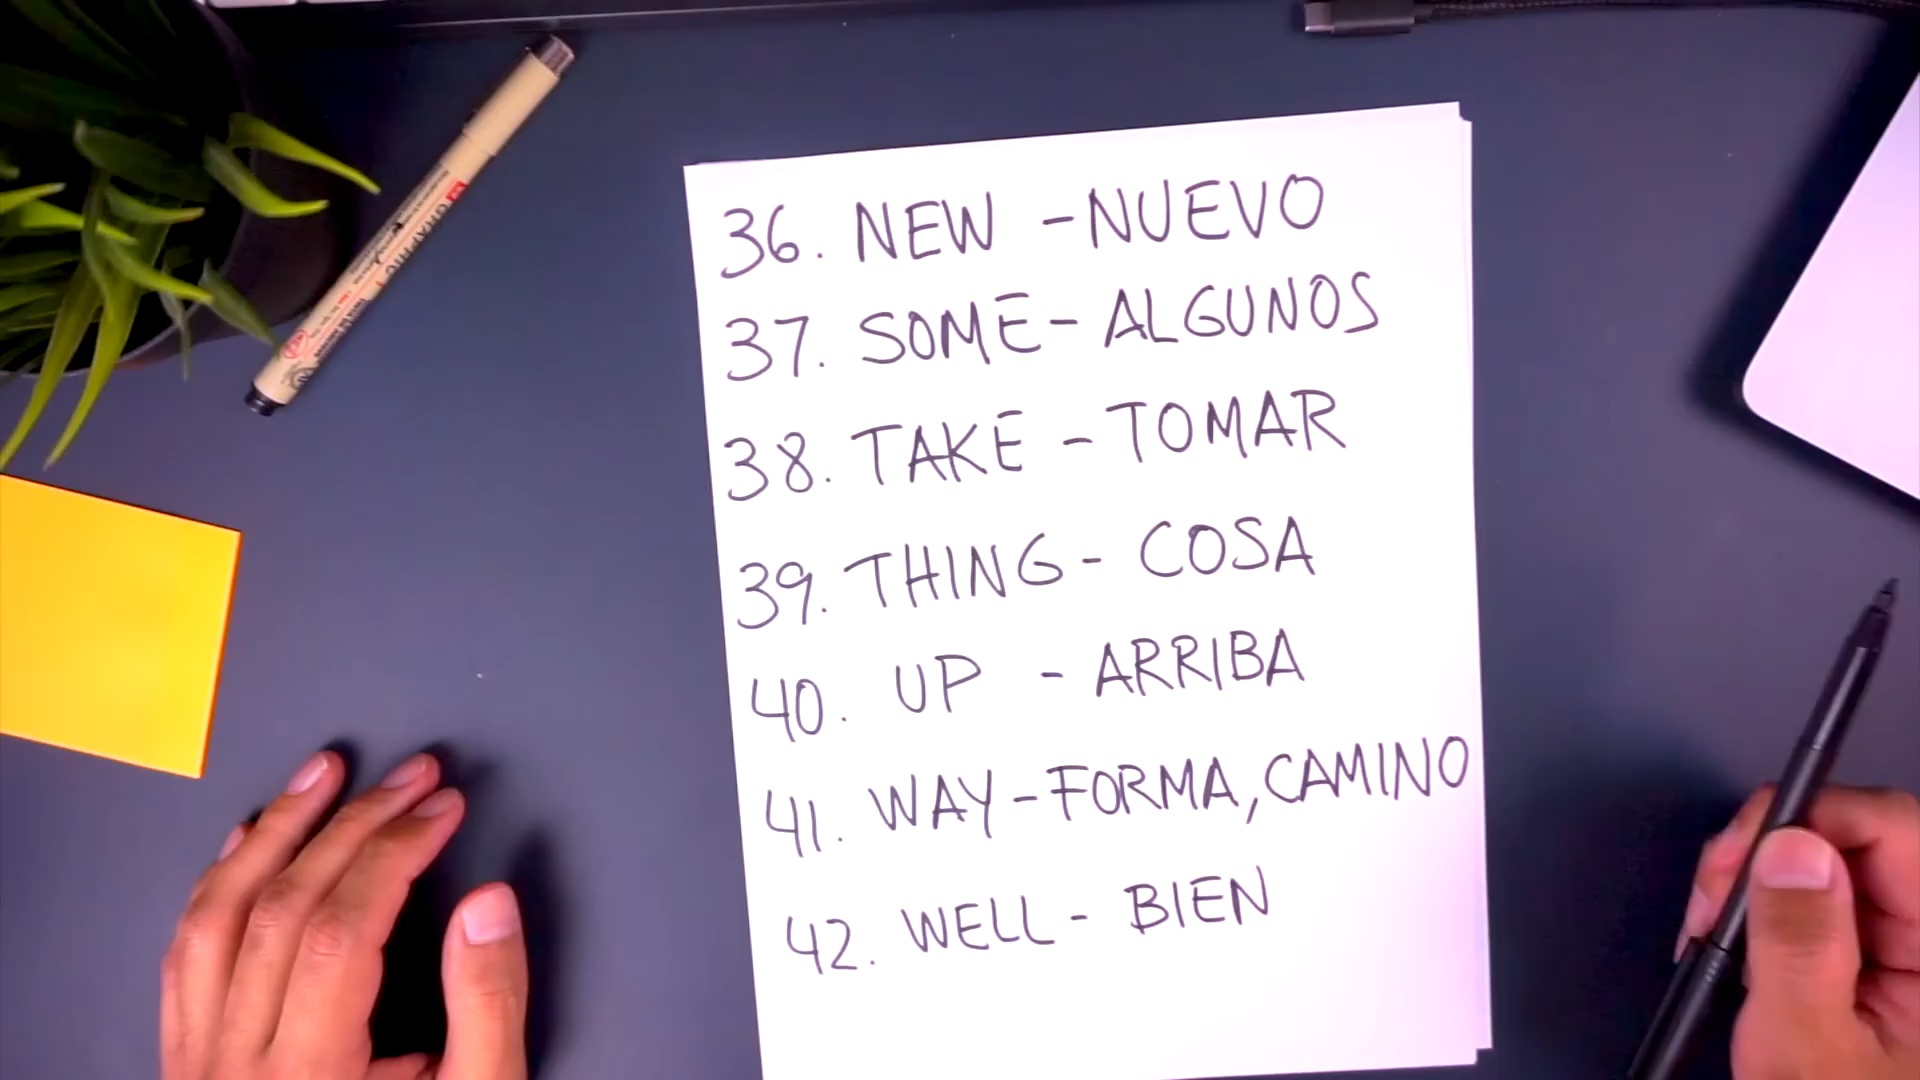 36. NEW - NUEVO
37. SOME - ALGUNOS
38. TAKE - TOMAR
39. THING - COSA
40. UP - ARRIBA
41. WAY - FORMA, CAMINO
42. WELL - BIEN